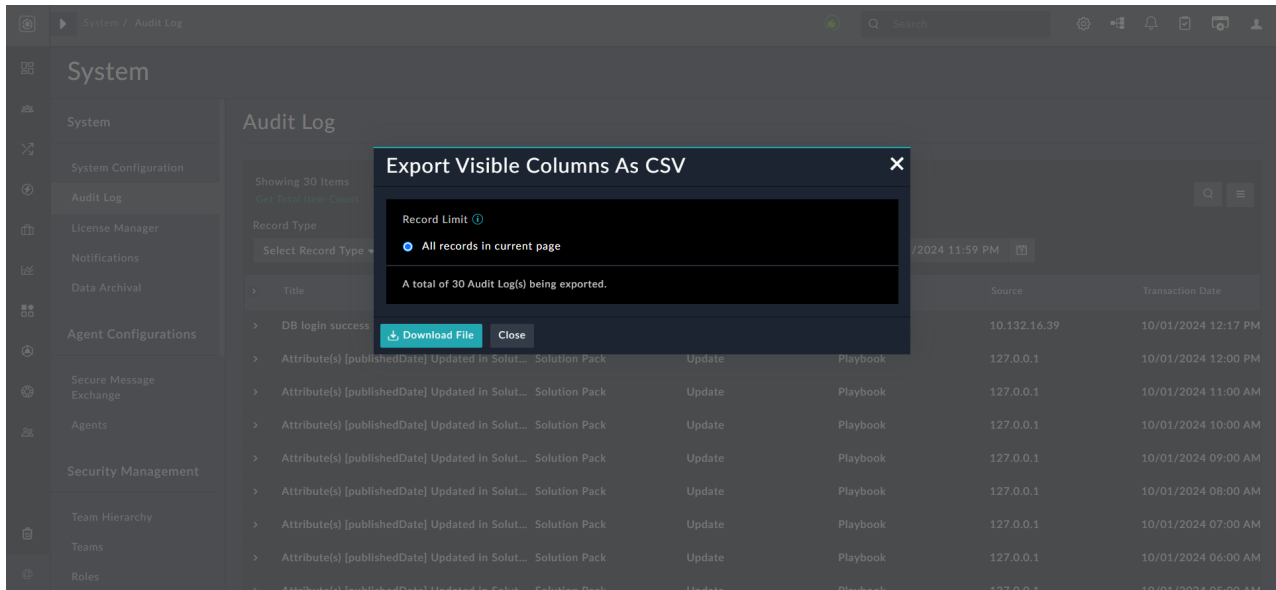 System / Audit Log
Search
System
System
Audit Log
System Configuration
Export Visible Columns As CSV
Showing 30 Items
Audit Log
Get Total Item Count
Record Limit
License Manager
Record Type
All records in current page
Select Record Type
/2024 11:59 PM
Notifications
A total of 30 Audit Log(s) being exported.
Data Archival
Title
Source
Transaction Date
DB login success
10.132.16.39
10/01/2024 12:17 PM
Agent Configurations
Download File
Close
Attribute(s) [publishedDate] Updated in Solut... Solution Pack Update Playbook 127.0.0.1 10/01/2024 12:00 PM
Secure Message
Exchange
Attribute(s) [publishedDate] Updated in Solut... Solution Pack Update Playbook 127.0.0.1 10/01/2024 11:00 AM
Agents
Attribute(s) [publishedDate] Updated in Solut... Solution Pack Update Playbook 127.0.0.1 10/01/2024 10:00 AM
Attribute(s) [publishedDate] Updated in Solut... Solution Pack Update Playbook 127.0.0.1 10/01/2024 09:00 AM
Security Management
Attribute(s) [publishedDate] Updated in Solut... Solution Pack Update Playbook 127.0.0.1 10/01/2024 08:00 AM
Team Hierarchy
Attribute(s) [publishedDate] Updated in Solut... Solution Pack Update Playbook 127.0.0.1 10/01/2024 07:00 AM
Teams
Attribute(s) [publishedDate] Updated in Solut... Solution Pack Update Playbook 127.0.0.1 10/01/2024 06:00 AM
Roles